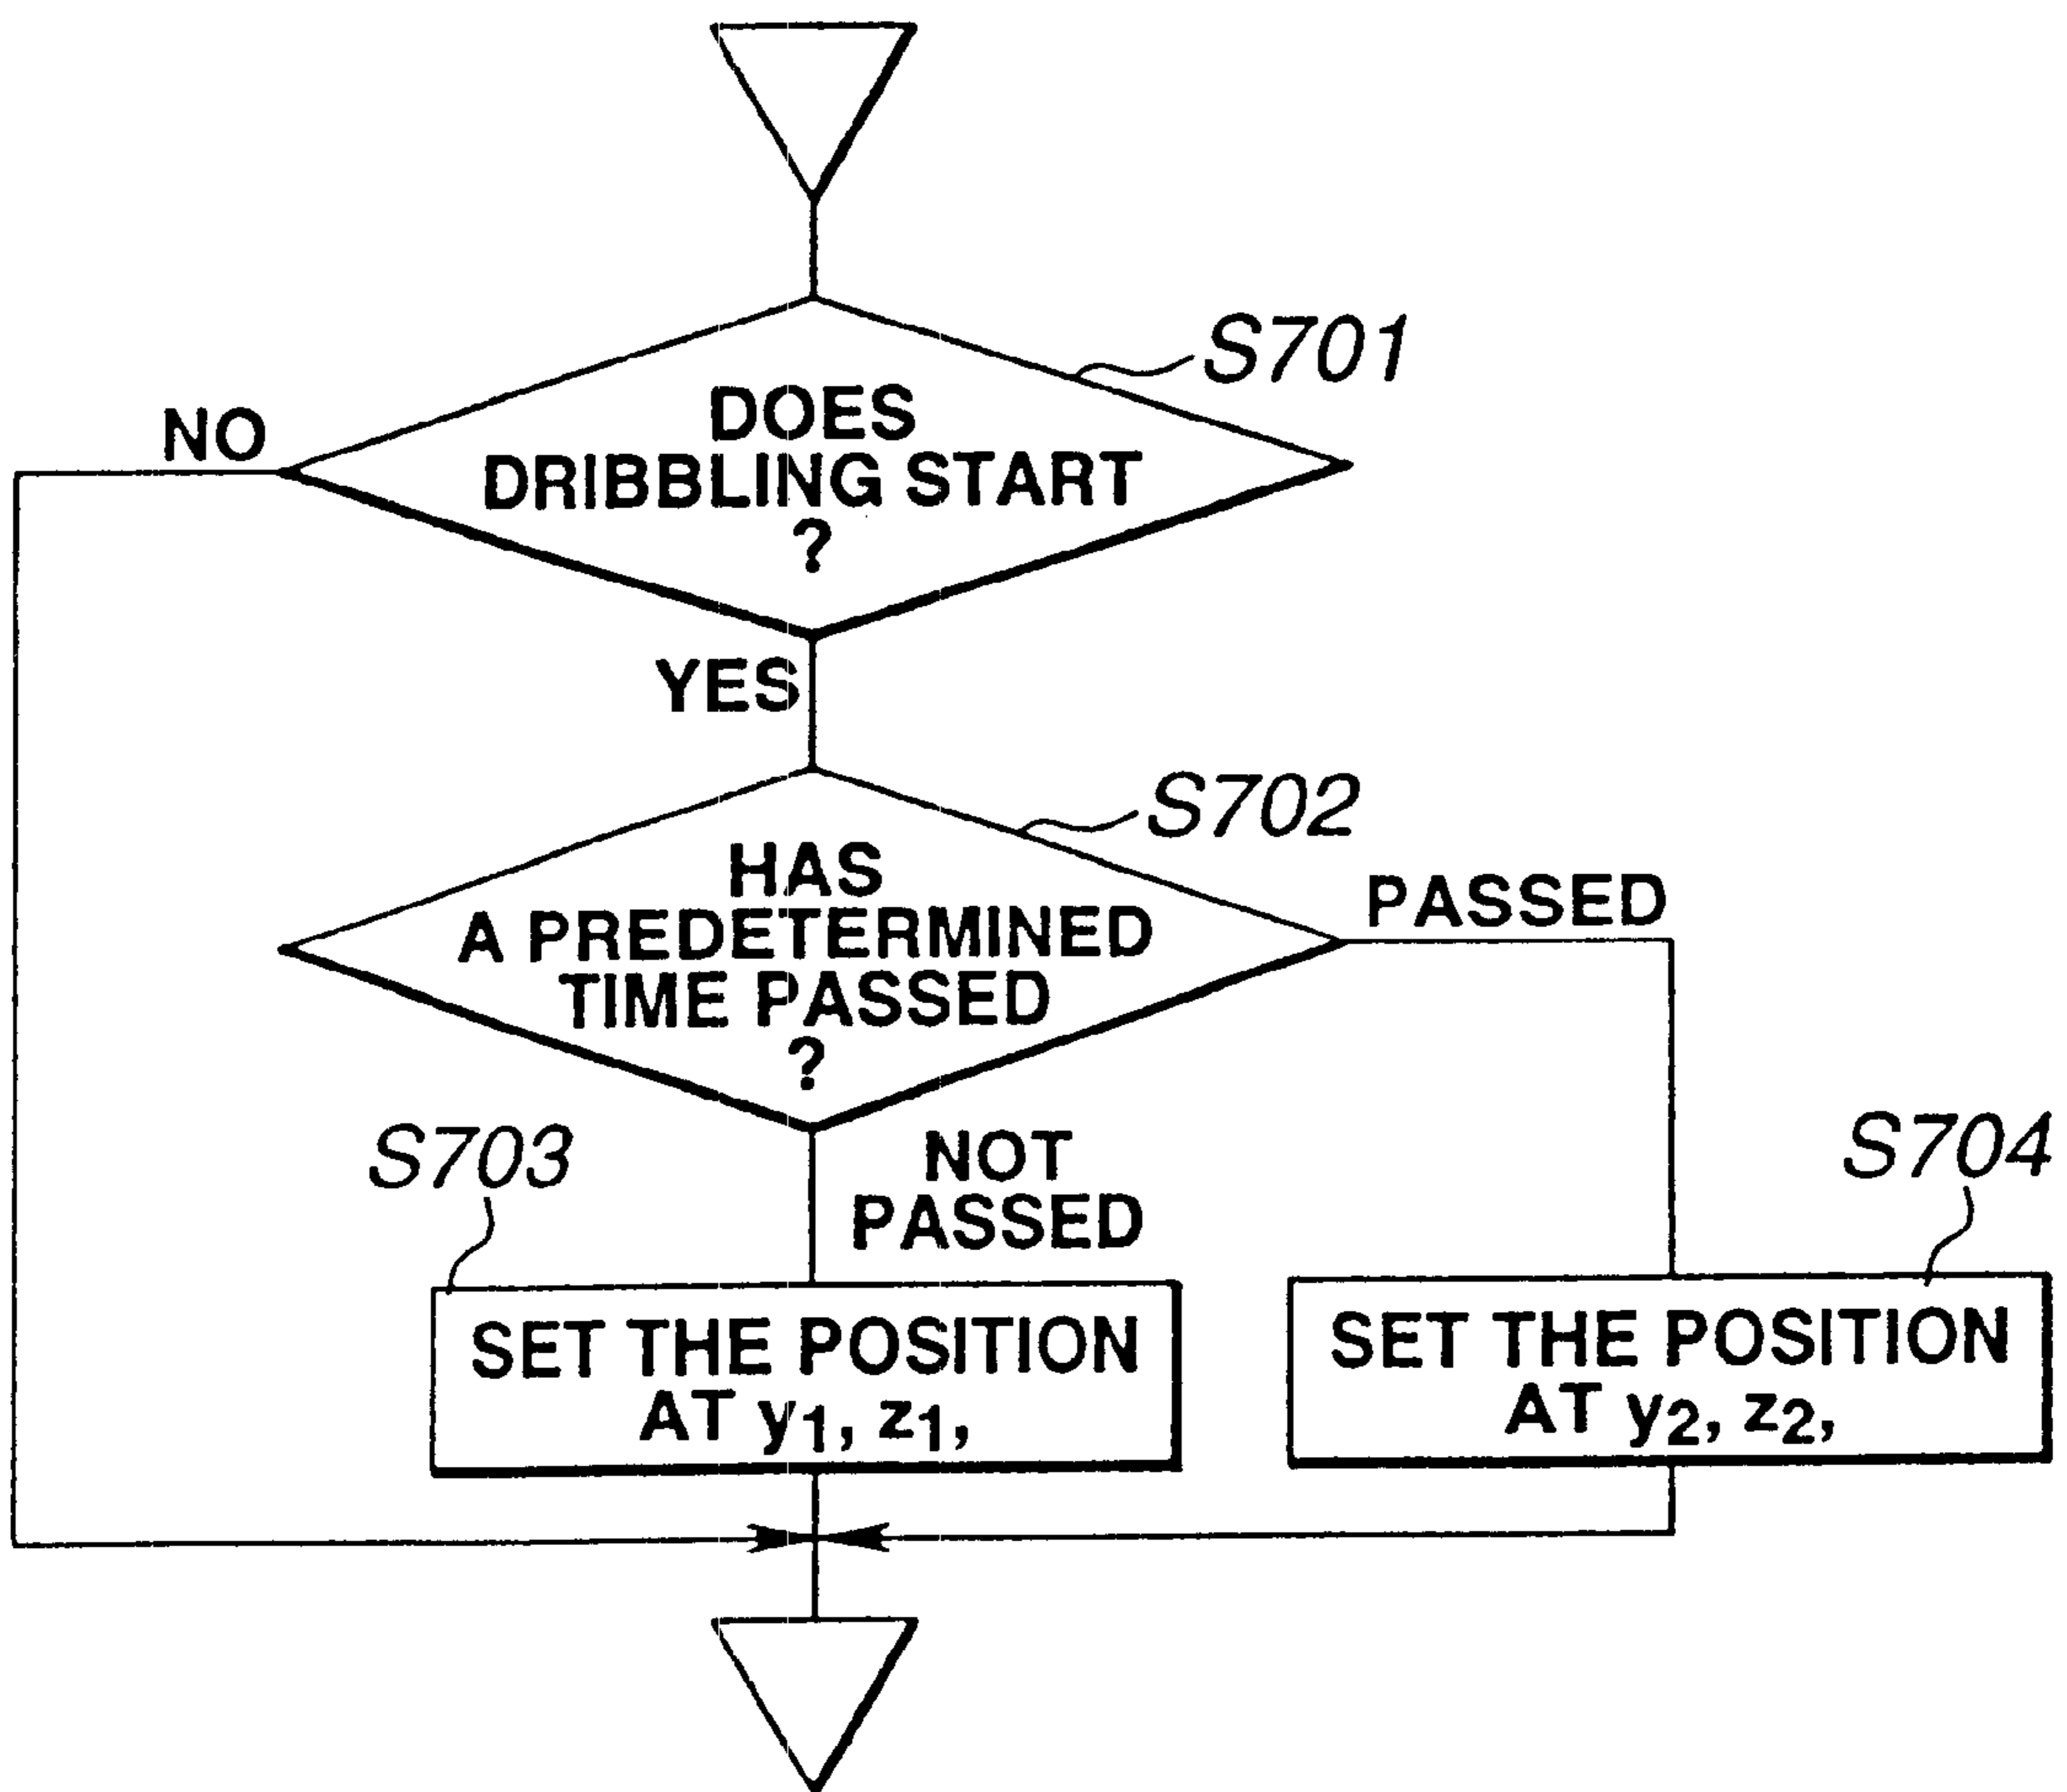 S701
NO
DOES
DRIBBLING START
?
YES
S702
HAS
A PREDETERMINED
TIME PASSED
?
PASSED
S703
NOT
PASSED
S704
SET THE POSITION
AT y1, z1,
SET THE POSITION
AT y2, z2,